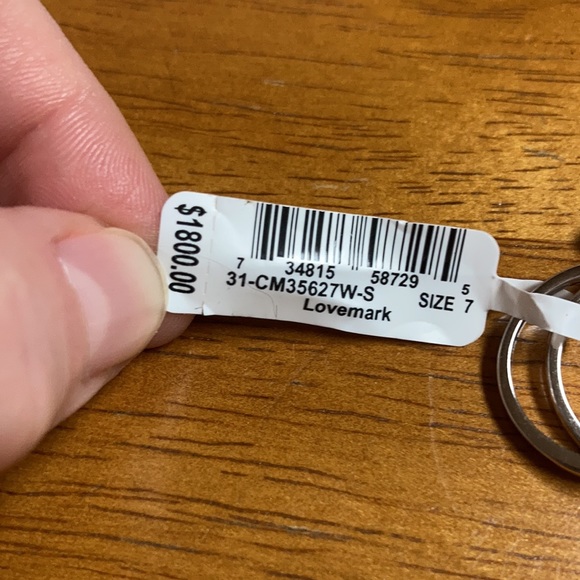 $1800.00
7 34815 58729 5
31-CM35627W-S SIZE 7
Lovemark